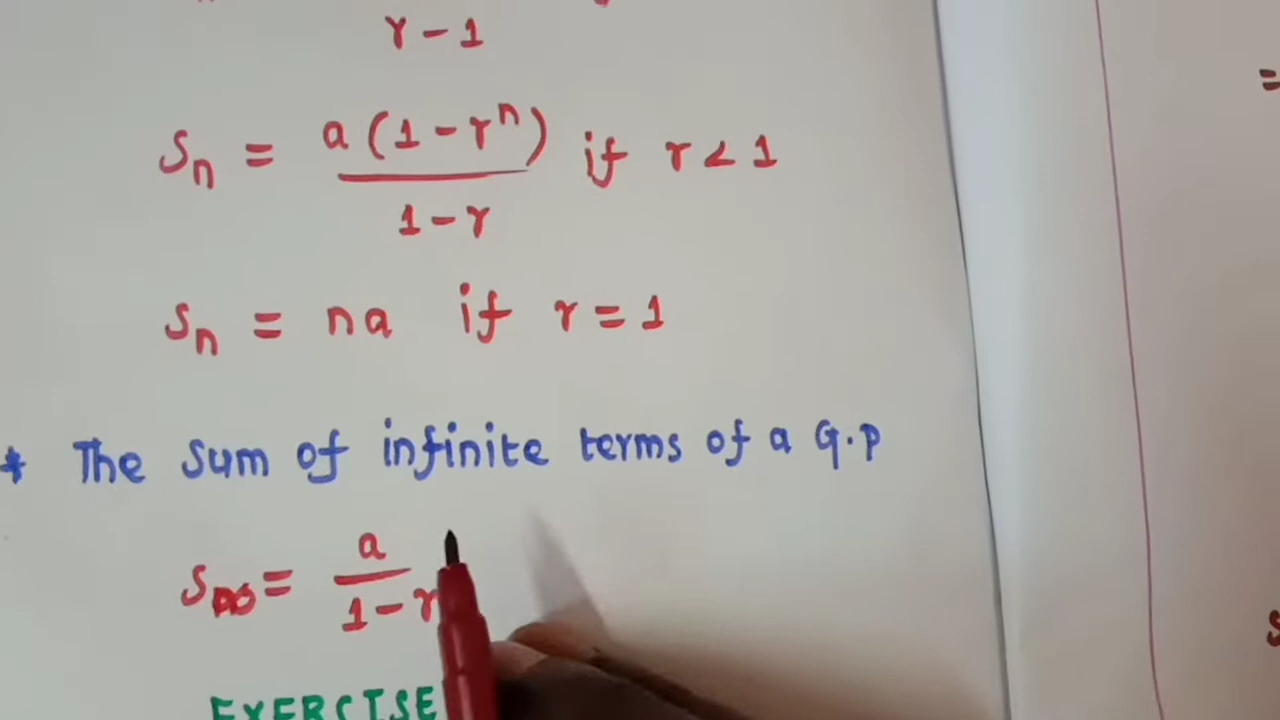 r - 1
Sn = a (1 - r^n) / 1 - r if r < 1
Sn = na if r = 1
* The sum of infinite terms of a G.P
S∞ = a / 1 - r
EXERCISE